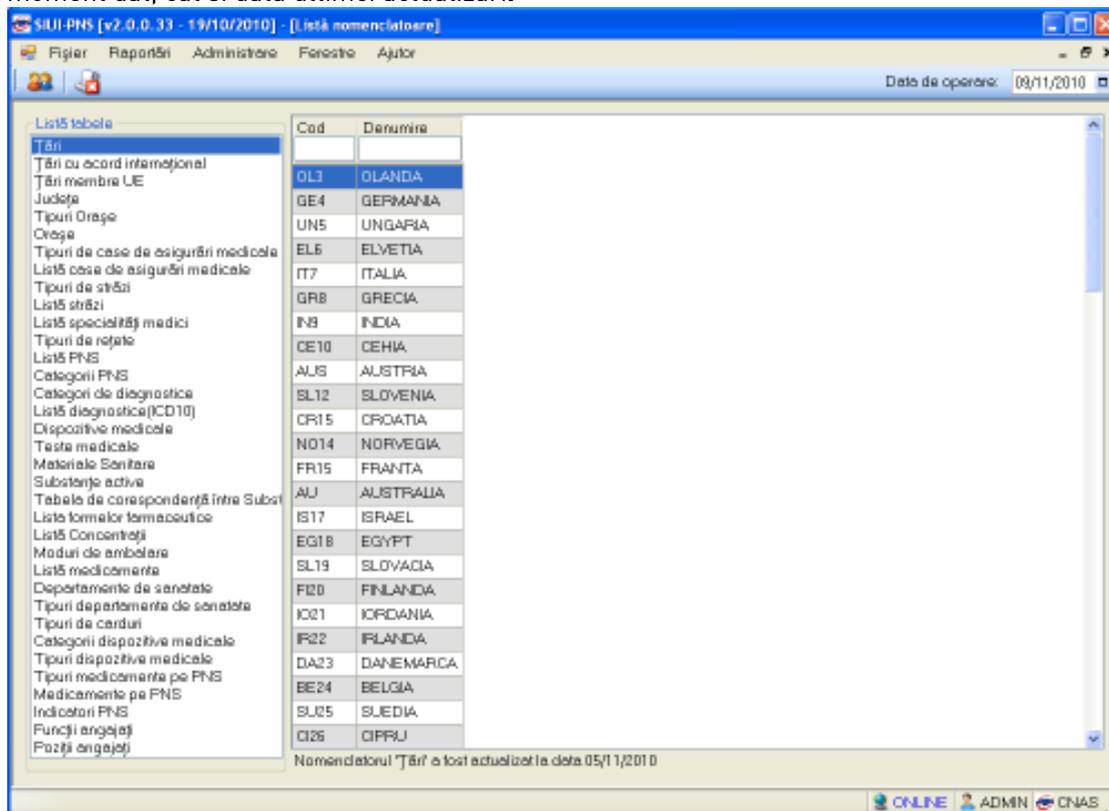 moment dat, cât şi data ultimei actualizări.
SIUI-PNS [v2.0.0.33 - 19/10/2010] - [Listă nomenclatoare]
Fişier Raportări Administrare Ferestre Ajutor
Data de operare: 09/11/2010
Listă tabele
Ţări
Ţări cu acord internaţional
Ţări membre UE
Judeţe
Tipuri Oraşe
Oraşe
Tipuri de case de asigurări medicale
Listă case de asigurări medicale
Tipuri de străzi
Listă străzi
Listă specialităţi medici
Tipuri de reţete
Listă PNS
Categorii PNS
Categori de diagnostice
Listă diagnostice(ICD10)
Dispozitive medicale
Teste medicale
Materiale Sanitare
Substanţe active
Tabela de corespondenţă între Subst
Lista formelor farmaceutice
Listă Concentraţii
Moduri de ambalare
Listă medicamente
Departamente de sanatate
Tipuri departamente de sanatate
Tipuri de carduri
Categorii dispozitive medicale
Tipuri dispozitive medicale
Tipuri medicamente pe PNS
Medicamente pe PNS
Indicatori PNS
Funcţii angajaţi
Poziţii angajaţi
Cod Denumire
OL3 OLANDA
GE4 GERMANIA
UN5 UNGARIA
EL6 ELVETIA
IT7 ITALIA
GR8 GRECIA
IN9 INDIA
CE10 CEHIA
AUS AUSTRIA
SL12 SLOVENIA
CR15 CROATIA
NO14 NORVEGIA
FR15 FRANTA
AU AUSTRALIA
IS17 ISRAEL
EG18 EGYPT
SL19 SLOVACIA
FI20 FINLANDA
IO21 IORDANIA
IR22 IRLANDA
DA23 DANEMARCA
BE24 BELGIA
SU25 SUEDIA
CI26 CIPRU
Nomenclatorul 'Ţări' a fost actualizat la data 05/11/2010
ONLINE ADMIN CNAS